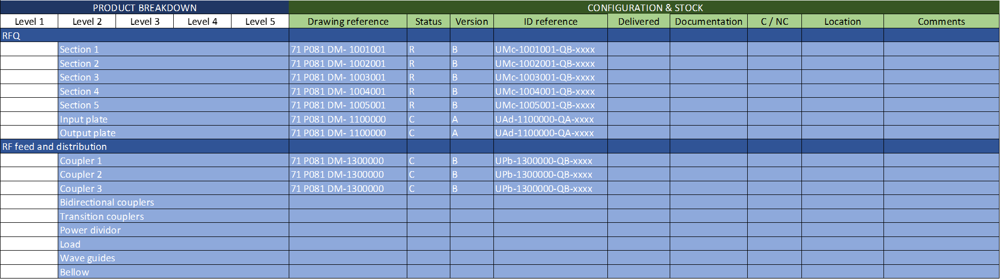 PRODUCT BREAKDOWN CONFIGURATION & STOCK
Level 1 Level 2 Level 3 Level 4 Level 5 Drawing reference Status Version ID reference Delivered Documentation C / NC Location Comments
RFQ
Section 1 71 P081 DM- 1001001 R B UMc-1001001-QB-xxxx
Section 2 71 P081 DM- 1002001 R B UMc-1002001-QB-xxxx
Section 3 71 P081 DM- 1003001 R B UMc-1003001-QB-xxxx
Section 4 71 P081 DM- 1004001 R B UMc-1004001-QB-xxxx
Section 5 71 P081 DM- 1005001 R B UMc-1005001-QB-xxxx
Input plate 71 P081 DM- 1100000 C A UAd-1100000-QA-xxxx
Output plate 71 P081 DM- 1100000 C A UAd-1100000-QA-xxxx
RF feed and distribution
Coupler 1 71 P081 DM-1300000 C B UPb-1300000-QB-xxxx
Coupler 2 71 P081 DM-1300000 C B UPb-1300000-QB-xxxx
Coupler 3 71 P081 DM-1300000 C B UPb-1300000-QB-xxxx
Bidirectional couplers
Transition couplers
Power dividor
Load
Wave guides
Bellow